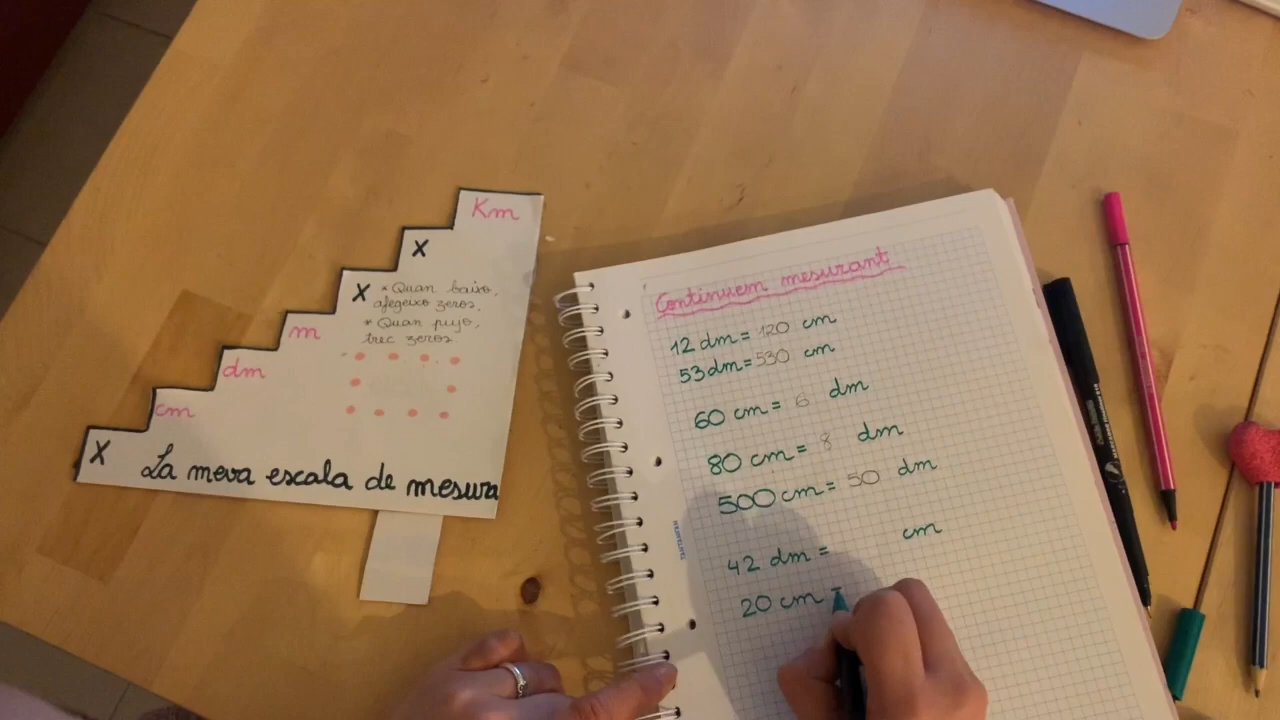 Km
X
X
* Quan baixo,
afegeixo zeros.
* Quan pujo,
trec zeros.
m
dm
cm
X
La meva escala de mesura
Continuem mesurant
12 dm = 120 cm
53 dm = 530 cm
60 cm = 6 dm
80 cm = 8 dm
500 cm = 50 dm
42 dm = cm
20 cm =